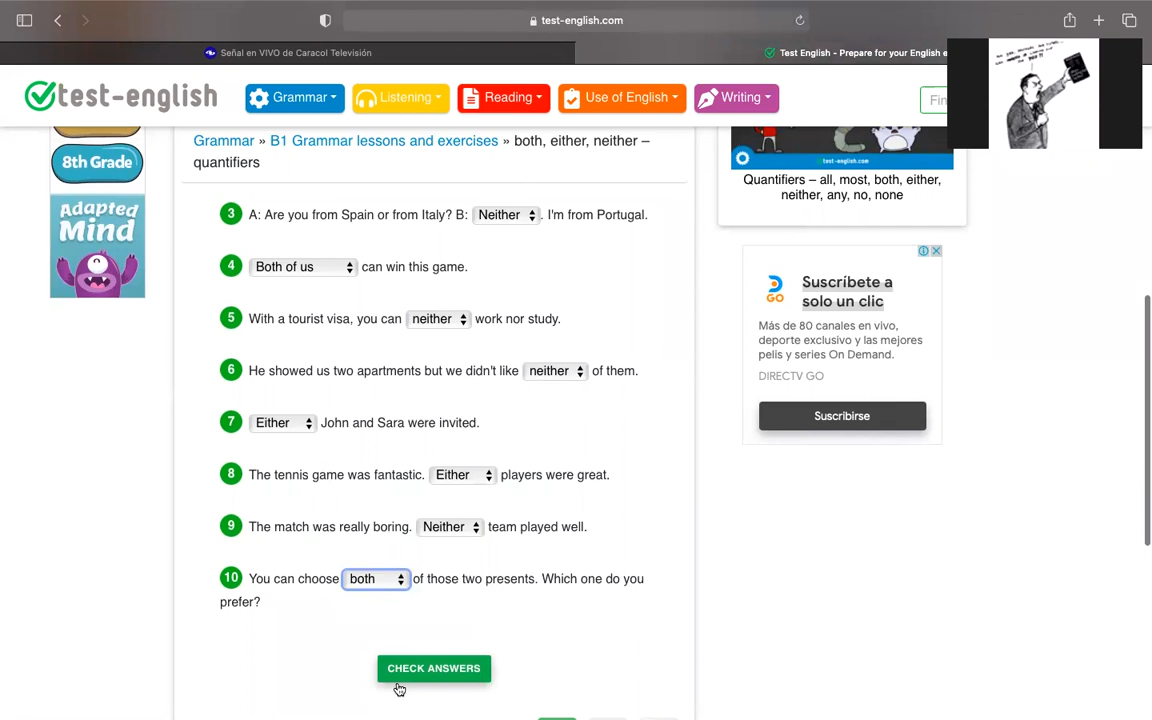 test-english.com
Señal en VIVO de Caracol Televisión
Test English - Prepare for your English e
test-english
Grammar
Listening
Reading
Use of English
Writing
Fin
Grammar » B1 Grammar lessons and exercises » both, either, neither –
quantifiers
8th Grade
Adapted
Mind
3 A: Are you from Spain or from Italy? B: Neither . I'm from Portugal.
4 Both of us can win this game.
5 With a tourist visa, you can neither work nor study.
6 He showed us two apartments but we didn't like neither of them.
7 Either John and Sara were invited.
8 The tennis game was fantastic. Either players were great.
9 The match was really boring. Neither team played well.
10 You can choose both of those two presents. Which one do you
prefer?
CHECK ANSWERS
test-english.com
Quantifiers – all, most, both, either,
neither, any, no, none
GO
Suscríbete a
solo un clic
Más de 80 canales en vivo,
deporte exclusivo y las mejores
pelis y series On Demand.
DIRECTV GO
Suscribirse